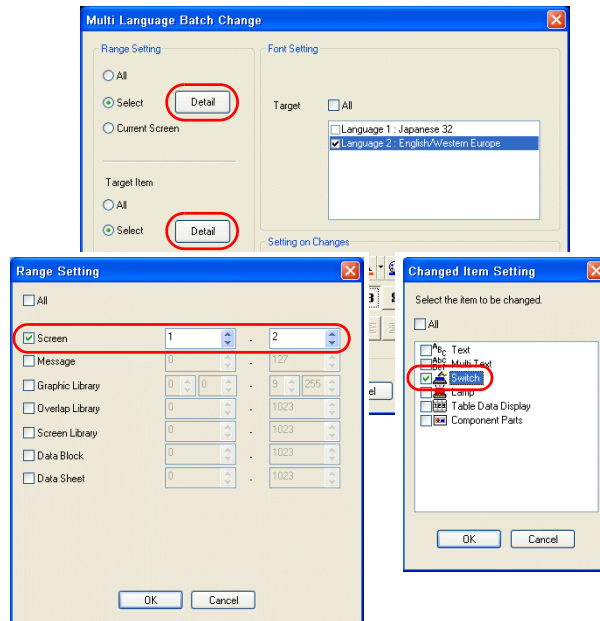 Multi Language Batch Change
Range Setting
All
Select
Detail
Current Screen
Target Item
All
Select
Detail
Font Setting
Target
All
Language 1 : Japanese 32
Language 2 : English/Western Europe
Setting on Changes
Range Setting
All
Screen 1 . 2
Message 0 . 127
Graphic Library 0 0 . 9 255
Overlap Library 0 . 1023
Screen Library 0 . 1023
Data Block 0 . 1023
Data Sheet 0 . 1023
OK Cancel
Changed Item Setting
Select the item to be changed.
All
Text
Multi Text
Switch
Lamp
Table Data Display
Component Parts
OK Cancel